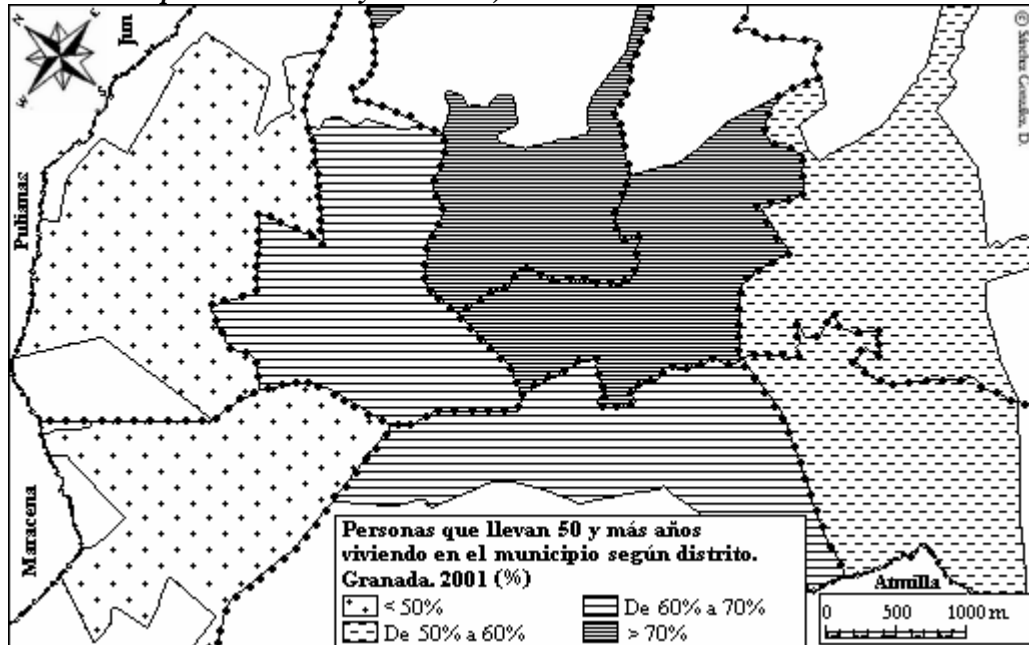 N
E
S
W
Jun
© Sánchez González, D.
Pulianas
Maracena
Personas que llevan 50 y más años
viviendo en el municipio según distrito.
Granada. 2001 (%)
< 50%
De 60% a 70%
De 50% a 60%
> 70%
Armilla
0 500 1000 m.